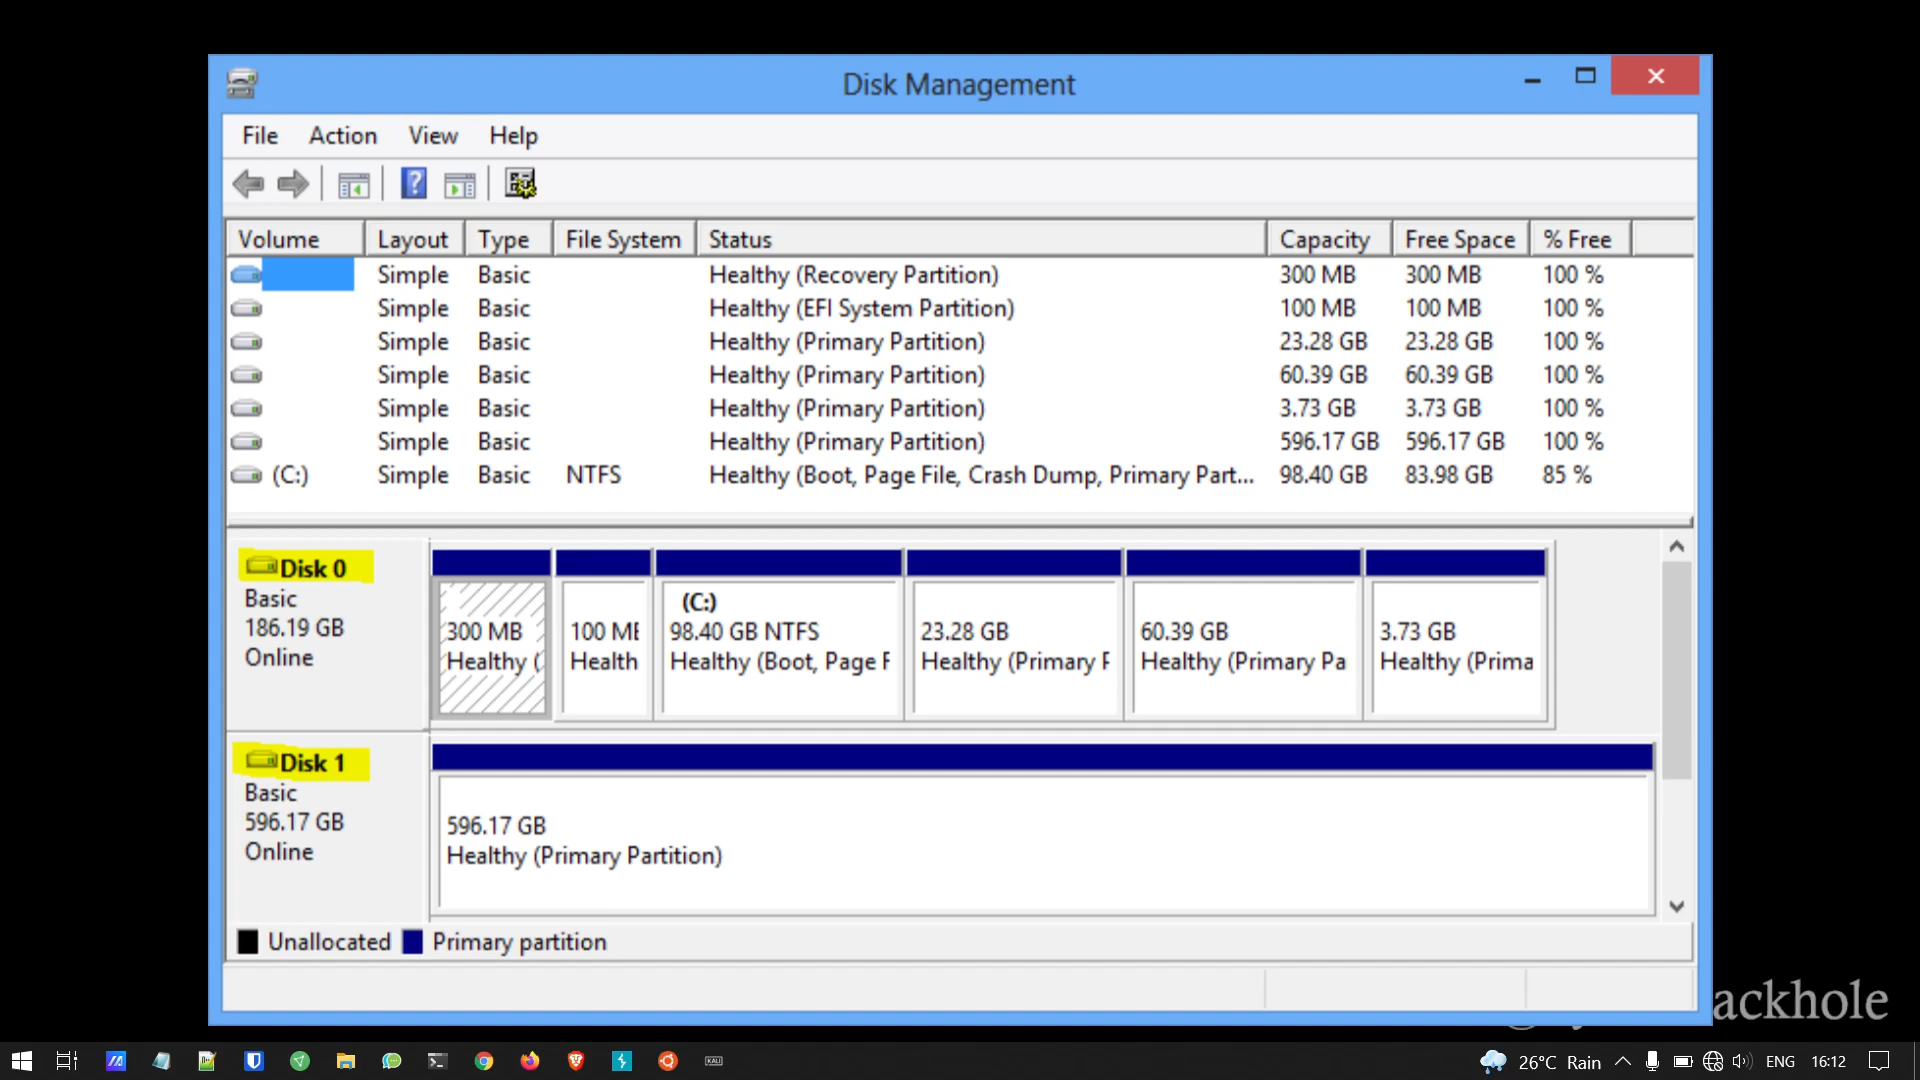 Disk Management
File Action View Help
Volume Layout Type File System Status Capacity Free Space % Free
Simple Basic Healthy (Recovery Partition) 300 MB 300 MB 100 %
Simple Basic Healthy (EFI System Partition) 100 MB 100 MB 100 %
Simple Basic Healthy (Primary Partition) 23.28 GB 23.28 GB 100 %
Simple Basic Healthy (Primary Partition) 60.39 GB 60.39 GB 100 %
Simple Basic Healthy (Primary Partition) 3.73 GB 3.73 GB 100 %
Simple Basic Healthy (Primary Partition) 596.17 GB 596.17 GB 100 %
(C:) Simple Basic NTFS Healthy (Boot, Page File, Crash Dump, Primary Part... 98.40 GB 83.98 GB 85 %
Disk 0
Basic
186.19 GB
Online
300 MB
Healthy (
100 ME
Health
(C:)
98.40 GB NTFS
Healthy (Boot, Page F
23.28 GB
Healthy (Primary P
60.39 GB
Healthy (Primary Pa
3.73 GB
Healthy (Prima
Disk 1
Basic
596.17 GB
Online
596.17 GB
Healthy (Primary Partition)
Unallocated Primary partition
ackhole
26°C Rain ENG 16:12